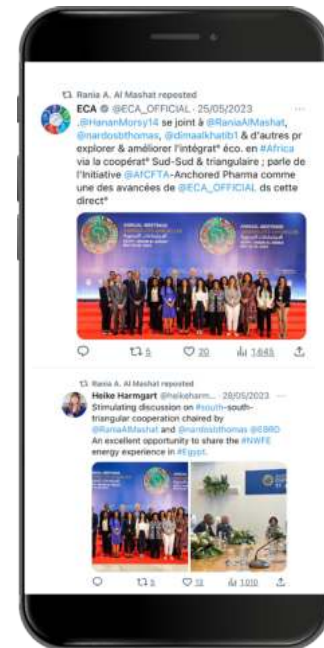 Rania A. Al Mashat reposted
ECA @ECA_OFFICIAL · 25/05/2023
.@HananMorsy14 se joint à @RaniaAlMashat,
@nardosbthomas, @dimaalkhatib1 & d'autres pr
explorer & améliorer l'intégrat° éco. en #Africa
via la coopérat° Sud-Sud & triangulaire ; parle de
l'Initiative @AfCFTA-Anchored Pharma comme
une des avancées de @ECA_OFFICIAL ds cette
direct°
ANNUAL MEETINGS
5 20 1,645
Rania A. Al Mashat reposted
Heike Harmgart @heikeharm... · 28/05/2023
Stimulating discussion on #south-south-
triangular cooperation chaired by
@RaniaAlMashat and @nardosbthomas @EBRD
An excellent opportunity to share the #NWFE
energy experience in #Egypt.
5 13 1,010